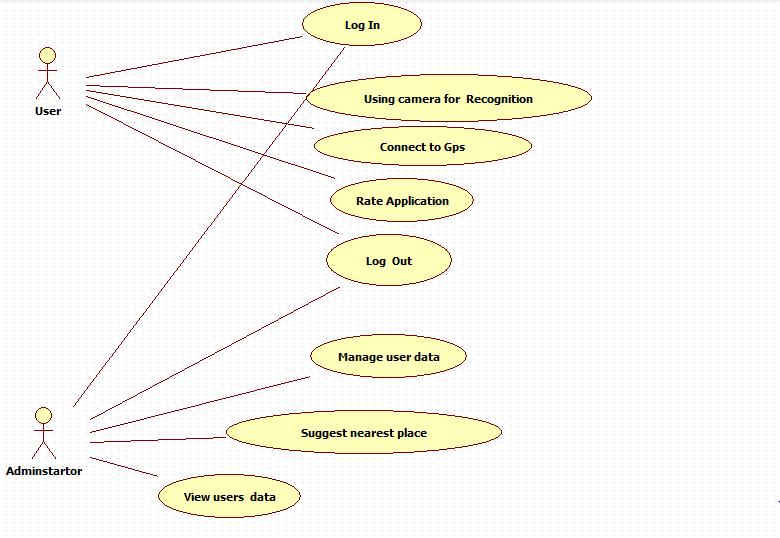 Log In
User
Using camera for Recognition
Connect to Gps
Rate Application
Log Out
Manage user data
Suggest nearest place
Adminstartor
View users data